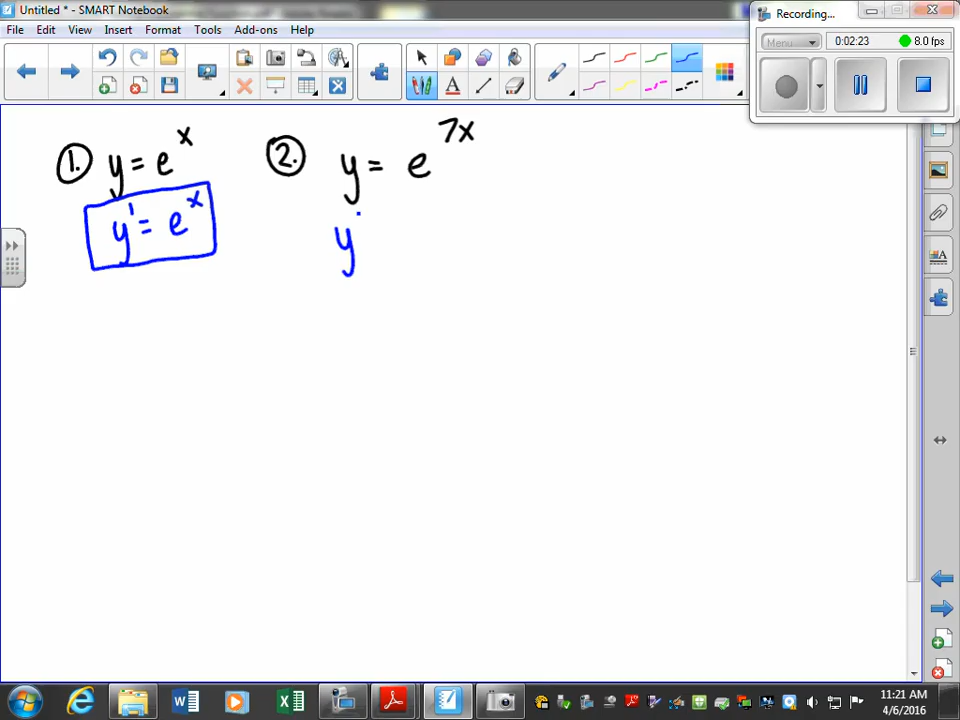 Untitled * - SMART Notebook
File Edit View Insert Format Tools Add-ons Help
Recording...
Menu
0:02:23
8.0 fps
1. y = e^x
y' = e^x
2. y = e^{7x}
y'
11:21 AM
4/6/2016